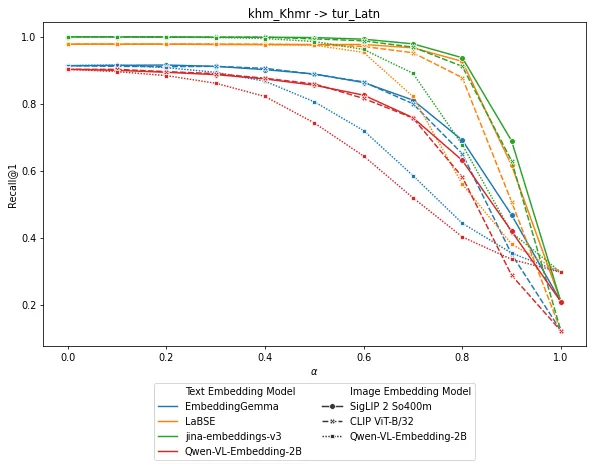 khm_Khmr -> tur_Latn
Recall@1
1.0
0.8
0.6
0.4
0.2
0.0 0.2 0.4 0.6 0.8 1.0
α
Text Embedding Model Image Embedding Model
EmbeddingGemma SigLIP 2 So400m
LaBSE CLIP ViT-B/32
jina-embeddings-v3 Qwen-VL-Embedding-2B
Qwen-VL-Embedding-2B